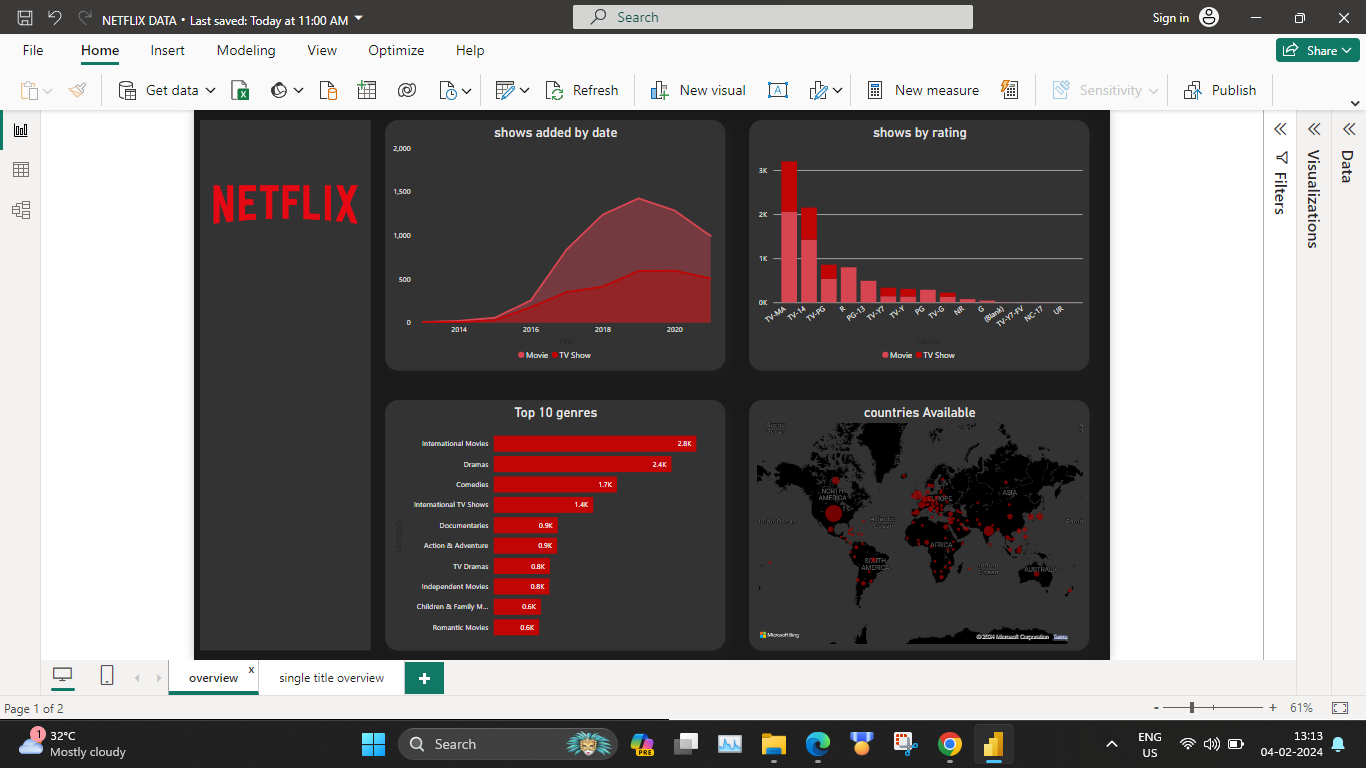 NETFLIX DATA • Last saved: Today at 11:00 AM
Search
Sign in
File Home Insert Modeling View Optimize Help
Share
Get data
Refresh
New visual
New measure
Sensitivity
Publish
NETFLIX
shows added by date
2,000
1,500
1,000
500
0
2014 2016 2018 2020
Year
Movie TV Show
shows by rating
3K
2K
1K
0K
TV-MA TV-14 TV-PG R PG-13 TV-Y7 TV-Y PG TV-G NR G (Blank) TV-Y7-FV NC-17 UR
rating
Movie TV Show
Top 10 genres
category
International Movies 2.8K
Dramas 2.4K
Comedies 1.7K
International TV Shows 1.4K
Documentaries 0.9K
Action & Adventure 0.9K
TV Dramas 0.8K
Independent Movies 0.8K
Children & Family M... 0.6K
Romantic Movies 0.6K
countries Available
NORTH
AMERICA
EUROPE
ASIA
Atlantic
Ocean
AFRICA
SOUTH
AMERICA
Ocean
AUSTRALIA
Microsoft Bing
© 2024 Microsoft Corporation Terms
Filters
Visualizations
Data
overview x
single title overview
+
Page 1 of 2
- + 61%
1
32°C
Mostly cloudy
Search
PRE
ENG
US
13:13
04-02-2024